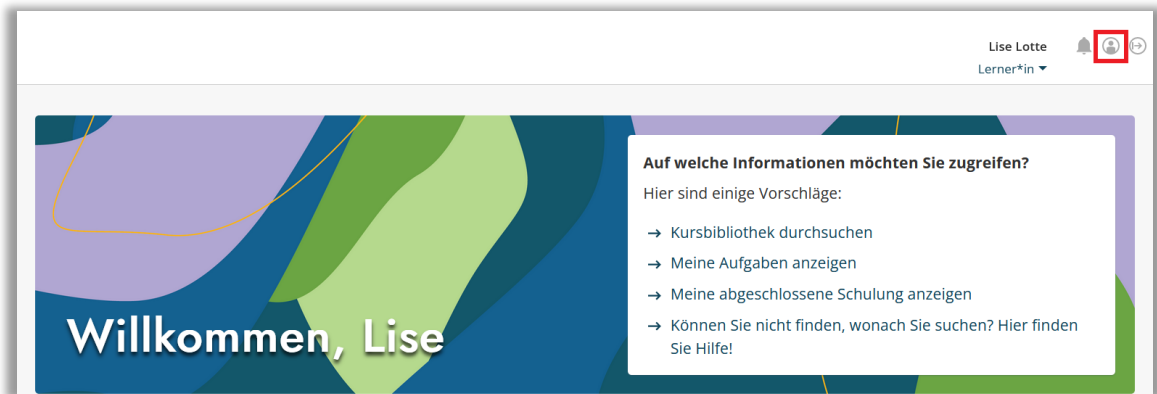 Lise Lotte
Lerner*in
Auf welche Informationen möchten Sie zugreifen?
Hier sind einige Vorschläge:
→ Kursbibliothek durchsuchen
→ Meine Aufgaben anzeigen
→ Meine abgeschlossene Schulung anzeigen
→ Können Sie nicht finden, wonach Sie suchen? Hier finden
Sie Hilfe!
Willkommen, Lise